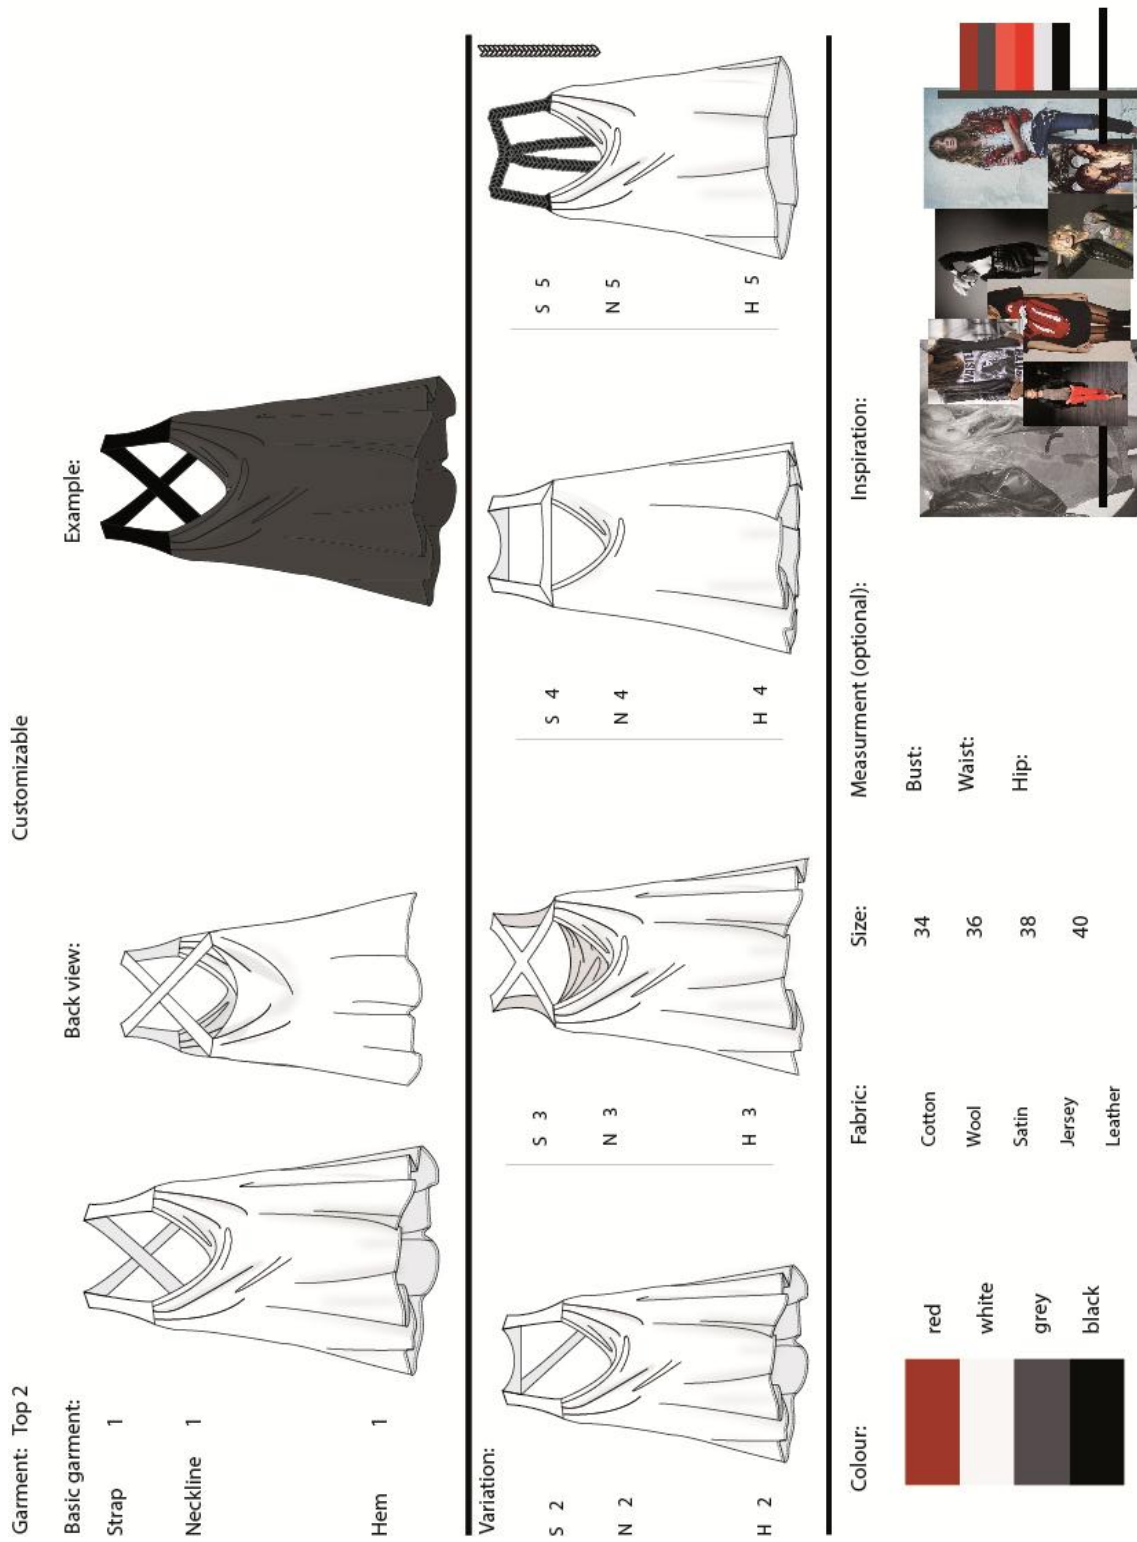 Customizable
Garment: Top 2
Basic garment:
Back view:
Example:
Strap 1
Neckline 1
Hem 1
Variation:
S 2
N 2
H 2
S 3
N 3
H 3
S 4
N 4
H 4
S 5
N 5
H 5
Colour:
red
white
grey
black
Fabric:
Cotton
Wool
Satin
Jersey
Leather
Size:
34
36
38
40
Measurment (optional):
Bust:
Waist:
Hip:
Inspiration: